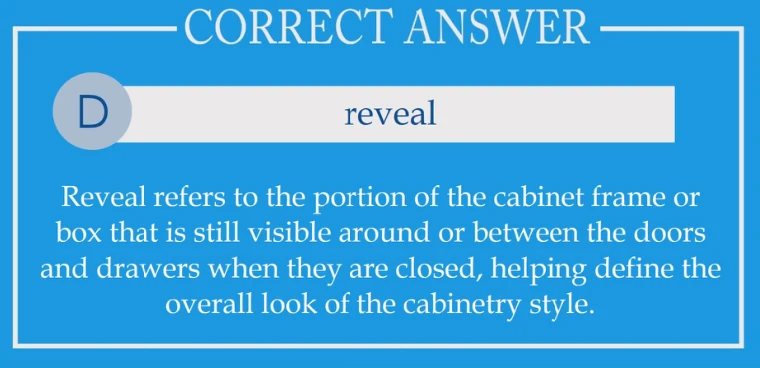 CORRECT ANSWER
D
reveal
Reveal refers to the portion of the cabinet frame or
box that is still visible around or between the doors
and drawers when they are closed, helping define the
overall look of the cabinetry style.